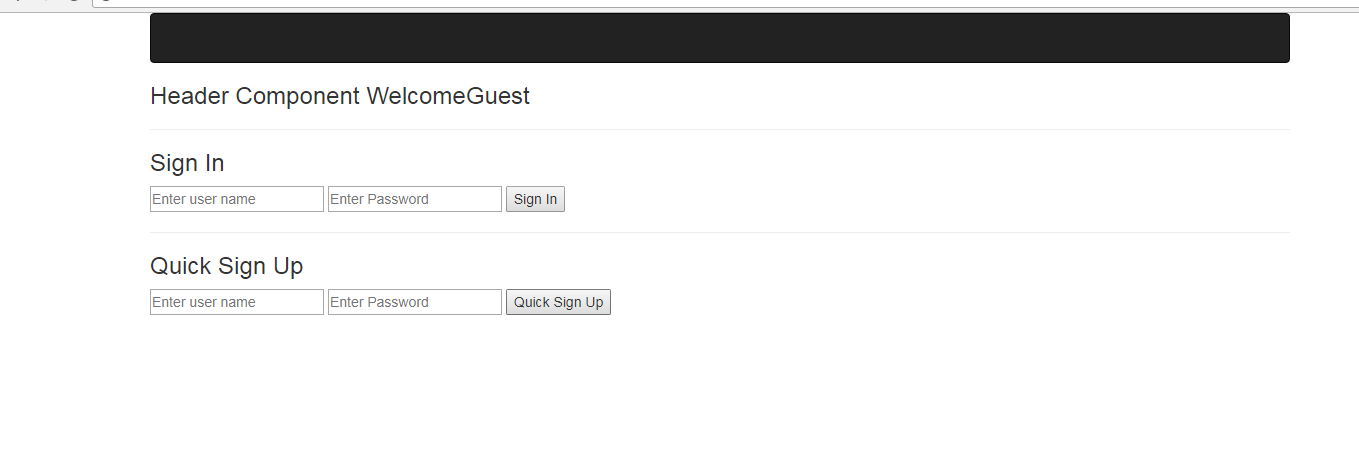 Header Component WelcomeGuest
Sign In
Enter user name Enter Password Sign In
Quick Sign Up
Enter user name Enter Password Quick Sign Up